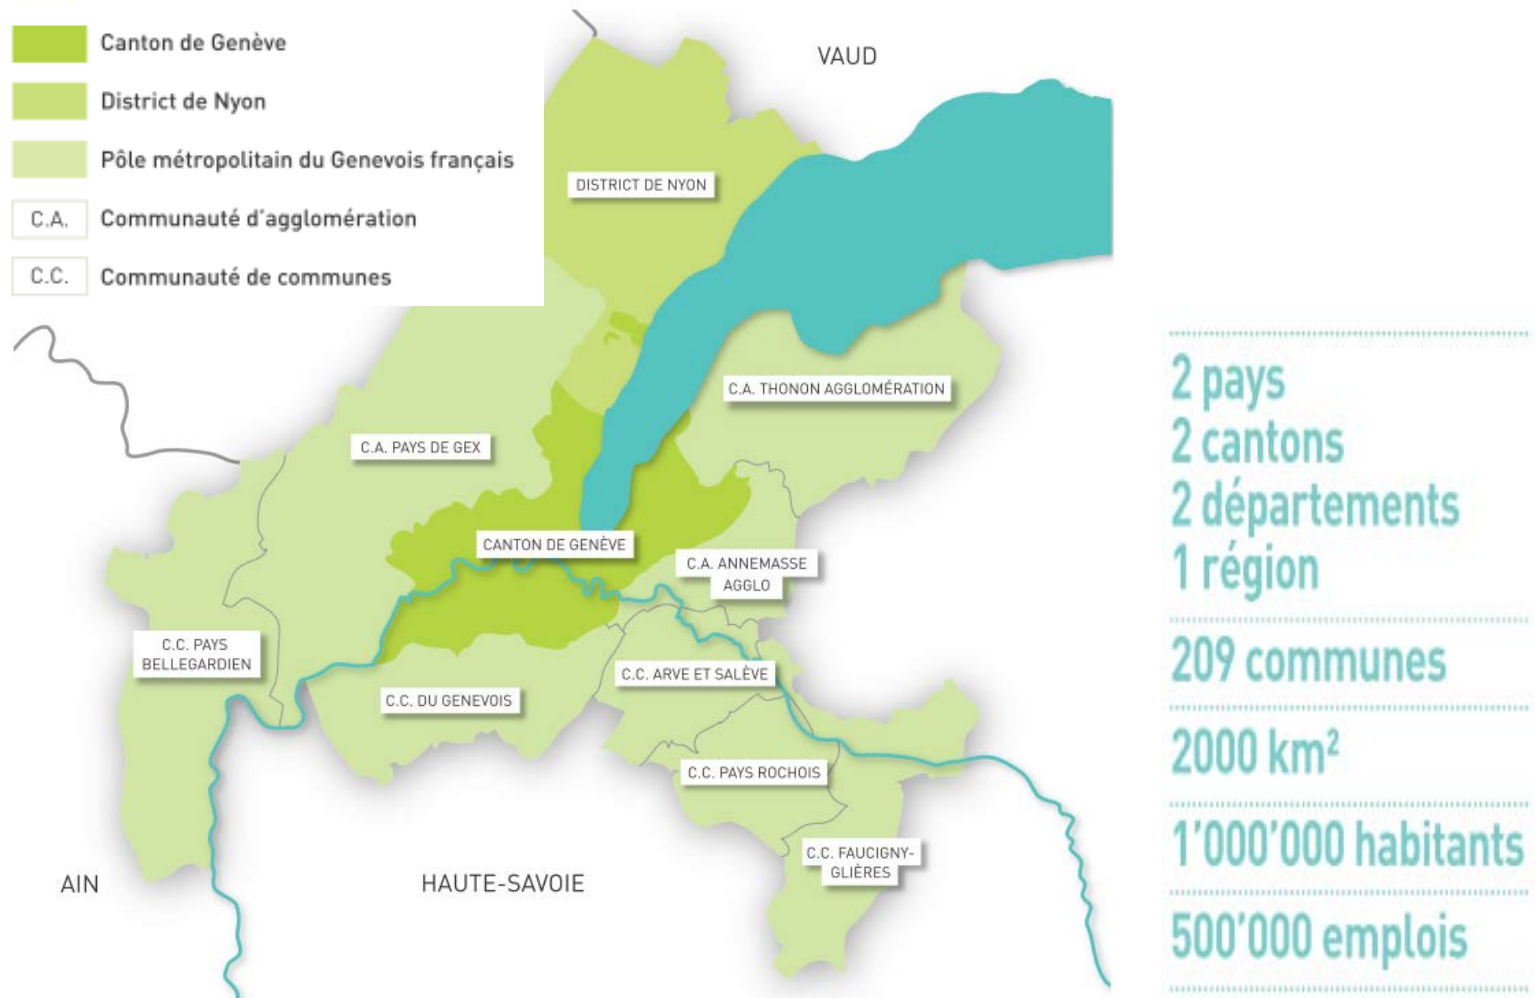 Canton de Genève
District de Nyon
Pôle métropolitain du Genevois français
C.A. Communauté d'agglomération
C.C. Communauté de communes
VAUD
DISTRICT DE NYON
C.A. THONON AGGLOMÉRATION
C.A. PAYS DE GEX
CANTON DE GENÈVE
C.A. ANNEMASSE
AGGLO
C.C. PAYS
BELLEGARDIEN
C.C. ARVE ET SALÈVE
C.C. DU GENEVOIS
C.C. PAYS ROCHOIS
C.C. FAUCIGNY-
GLIÈRES
AIN
HAUTE-SAVOIE
2 pays
2 cantons
2 départements
1 région
209 communes
2000 km²
1'000'000 habitants
500'000 emplois